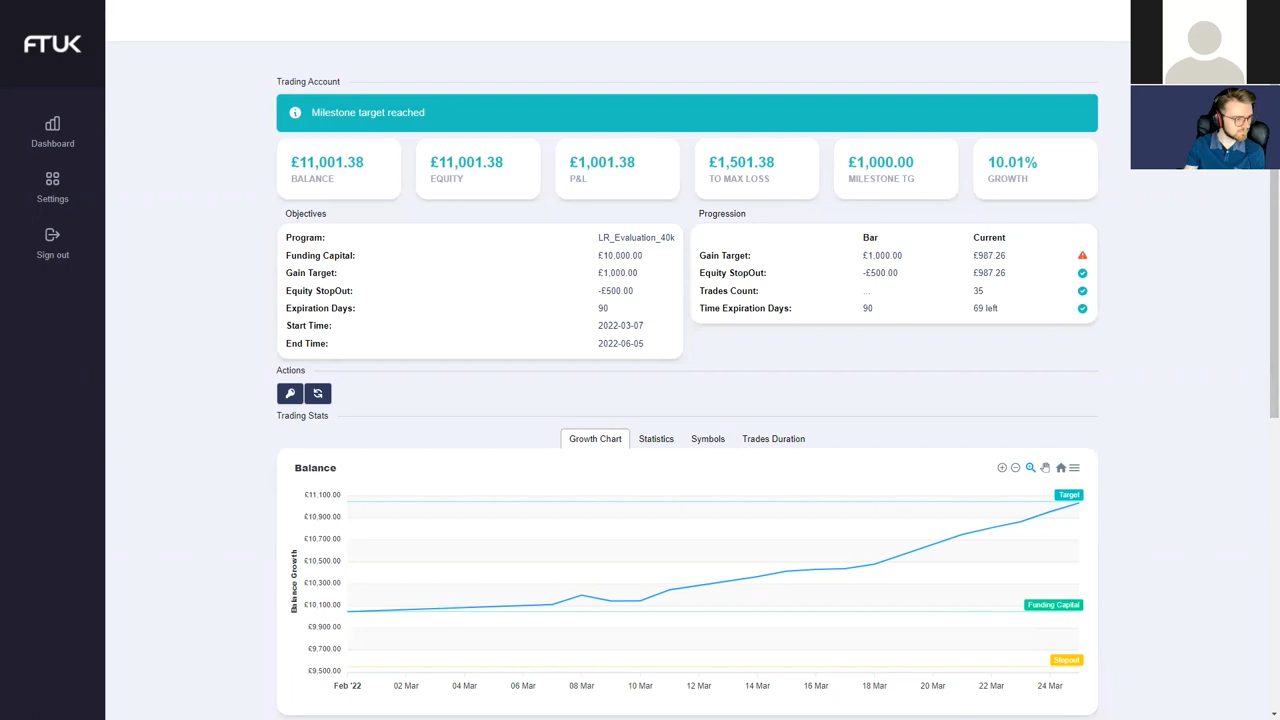 FTUK
Dashboard
Settings
Sign out
Trading Account
Milestone target reached
£11,001.38 £11,001.38 £1,001.38 £1,501.38 £1,000.00 10.01%
BALANCE EQUITY P&L TO MAX LOSS MILESTONE TG GROWTH
Objectives
Program: LR_Evaluation_40k
Funding Capital: £10,000.00
Gain Target: £1,000.00
Equity StopOut: -£500.00
Expiration Days: 90
Start Time: 2022-03-07
End Time: 2022-06-05
Progression
Bar Current
Gain Target: £1,000.00 £987.26
Equity StopOut: -£500.00 £987.26
Trades Count: ... 35
Time Expiration Days: 90 69 left
Actions
Trading Stats
Growth Chart Statistics Symbols Trades Duration
Balance
Balance Growth
£11,100.00
£10,900.00
£10,700.00
£10,500.00
£10,300.00
£10,100.00
£9,900.00
£9,700.00
£9,500.00
Target
Funding Capital
Stopout
Feb '22 02 Mar 04 Mar 06 Mar 08 Mar 10 Mar 12 Mar 14 Mar 16 Mar 18 Mar 20 Mar 22 Mar 24 Mar